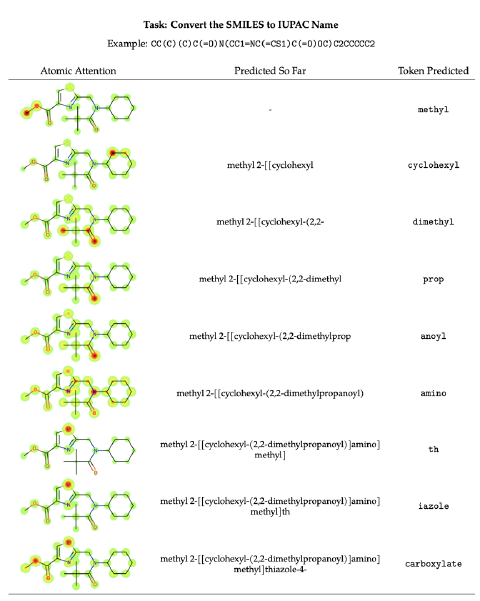 Task: Convert the SMILES to IUPAC Name
Example: CC(C)(C)C(=O)N(CC1=NC(=CS1)C(=O)OC)C2CCCCC2
Atomic Attention Predicted So Far Token Predicted
- methyl
methyl 2-[[cyclohexyl cyclohexyl
methyl 2-[[cyclohexyl-(2,2- dimethyl
methyl 2-[[cyclohexyl-(2,2-dimethyl prop
methyl 2-[[cyclohexyl-(2,2-dimethylprop anoyl
methyl 2-[[cyclohexyl-(2,2-dimethylpropanoyl) amino
methyl 2-[[cyclohexyl-(2,2-dimethylpropanoyl)]amino]
methyl] th
methyl 2-[[cyclohexyl-(2,2-dimethylpropanoyl)]amino]
methyl]th iazole
methyl 2-[[cyclohexyl-(2,2-dimethylpropanoyl)]amino]
methyl]thiazole-4- carboxylate